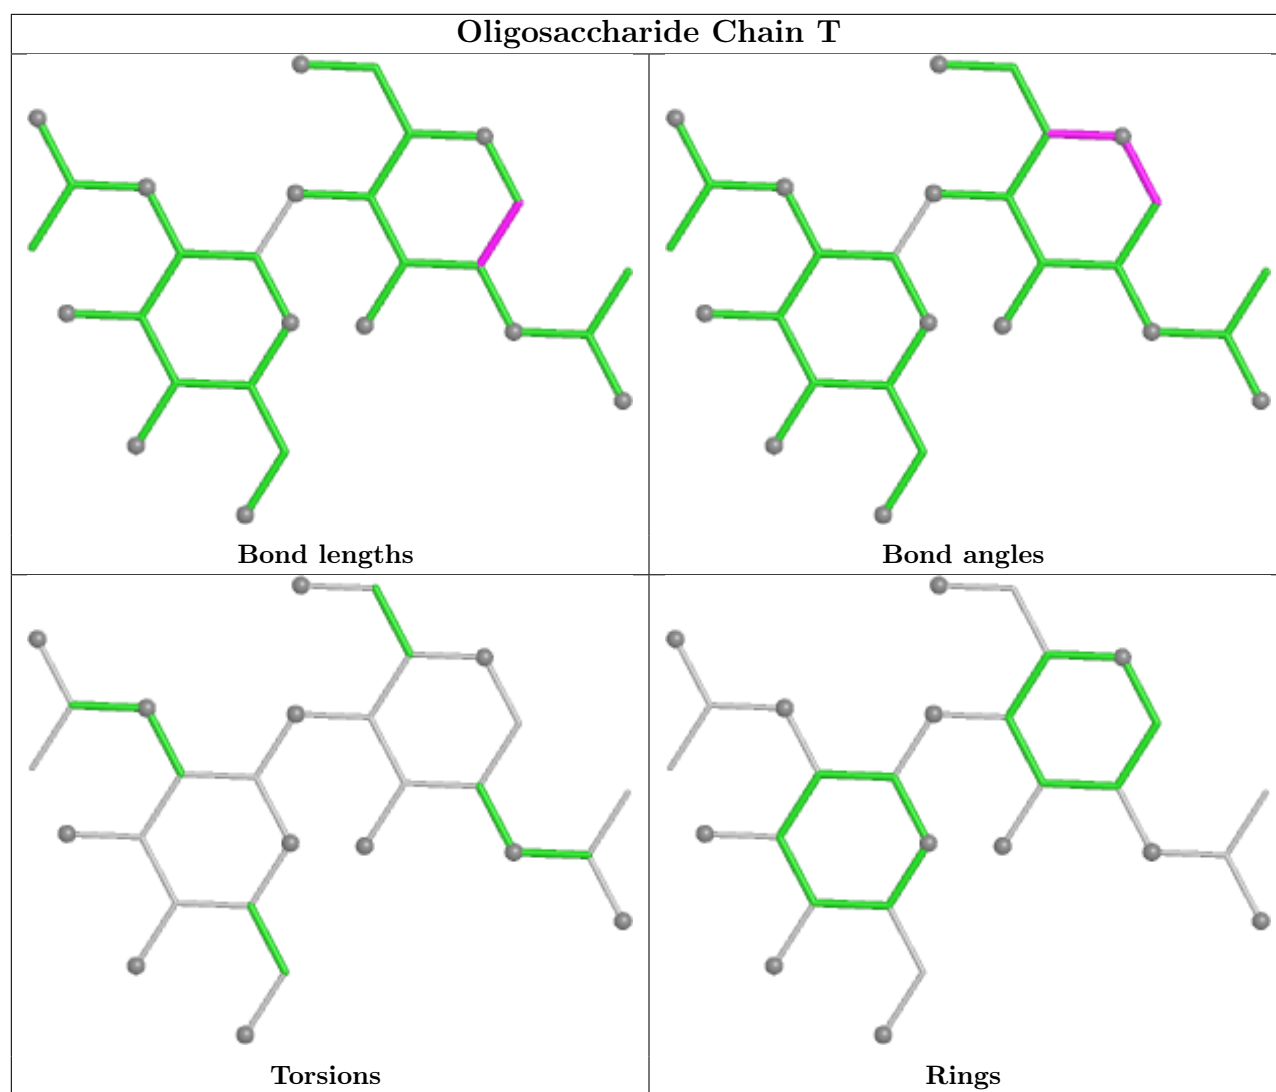 Oligosaccharide Chain T
Bond lengths
Bond angles
Torsions
Rings